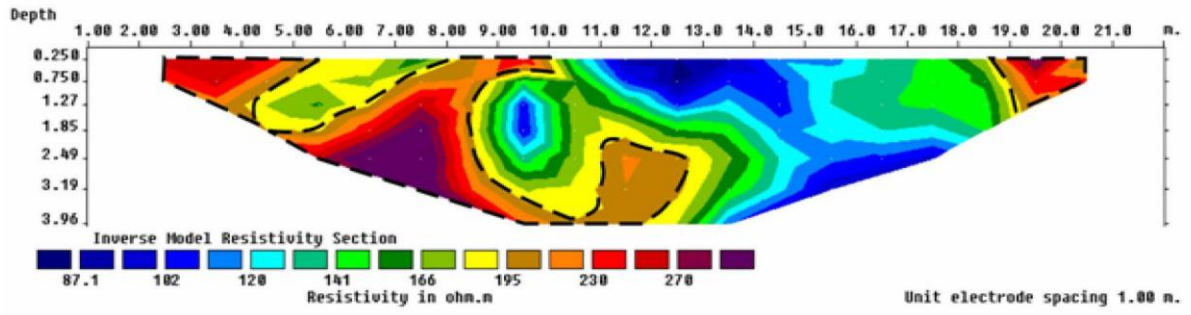 Depth
1.00 2.00 3.00 4.00 5.00 6.00 7.00 8.00 9.00 10.0 11.0 12.0 13.0 14.0 15.0 16.0 17.0 18.0 19.0 20.0 21.0 m.
0.250
0.750
1.27
1.85
2.49
3.19
3.96
Inverse Model Resistivity Section
87.1 102 120 141 166 195 230 270
Resistivity in ohm.m
Unit electrode spacing 1.00 m.